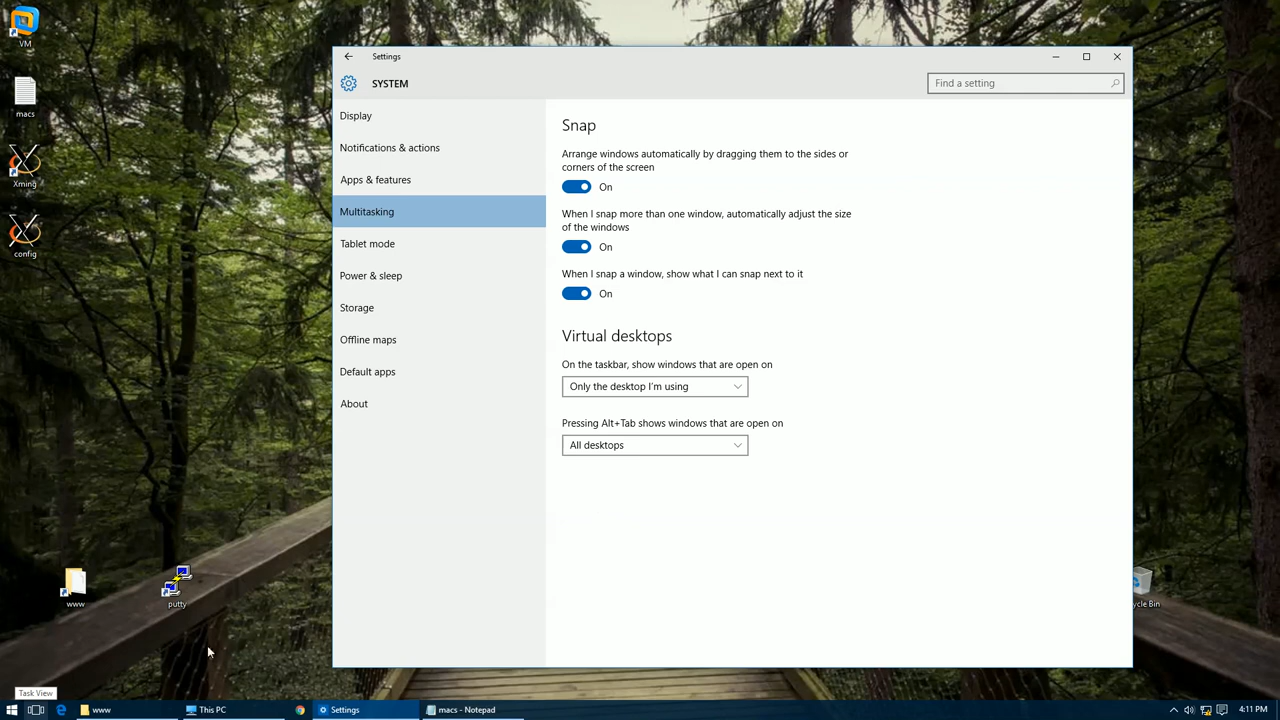 VM
macs
Xming
config
www
putty
Settings
SYSTEM
Find a setting
Display
Notifications & actions
Apps & features
Multitasking
Tablet mode
Power & sleep
Storage
Offline maps
Default apps
About
Snap
Arrange windows automatically by dragging them to the sides or
corners of the screen
On
When I snap more than one window, automatically adjust the size
of the windows
On
When I snap a window, show what I can snap next to it
On
Virtual desktops
On the taskbar, show windows that are open on
Only the desktop I'm using
Pressing Alt+Tab shows windows that are open on
All desktops
ycle Bin
Task View
www
This PC
Settings
macs - Notepad
4:11 PM